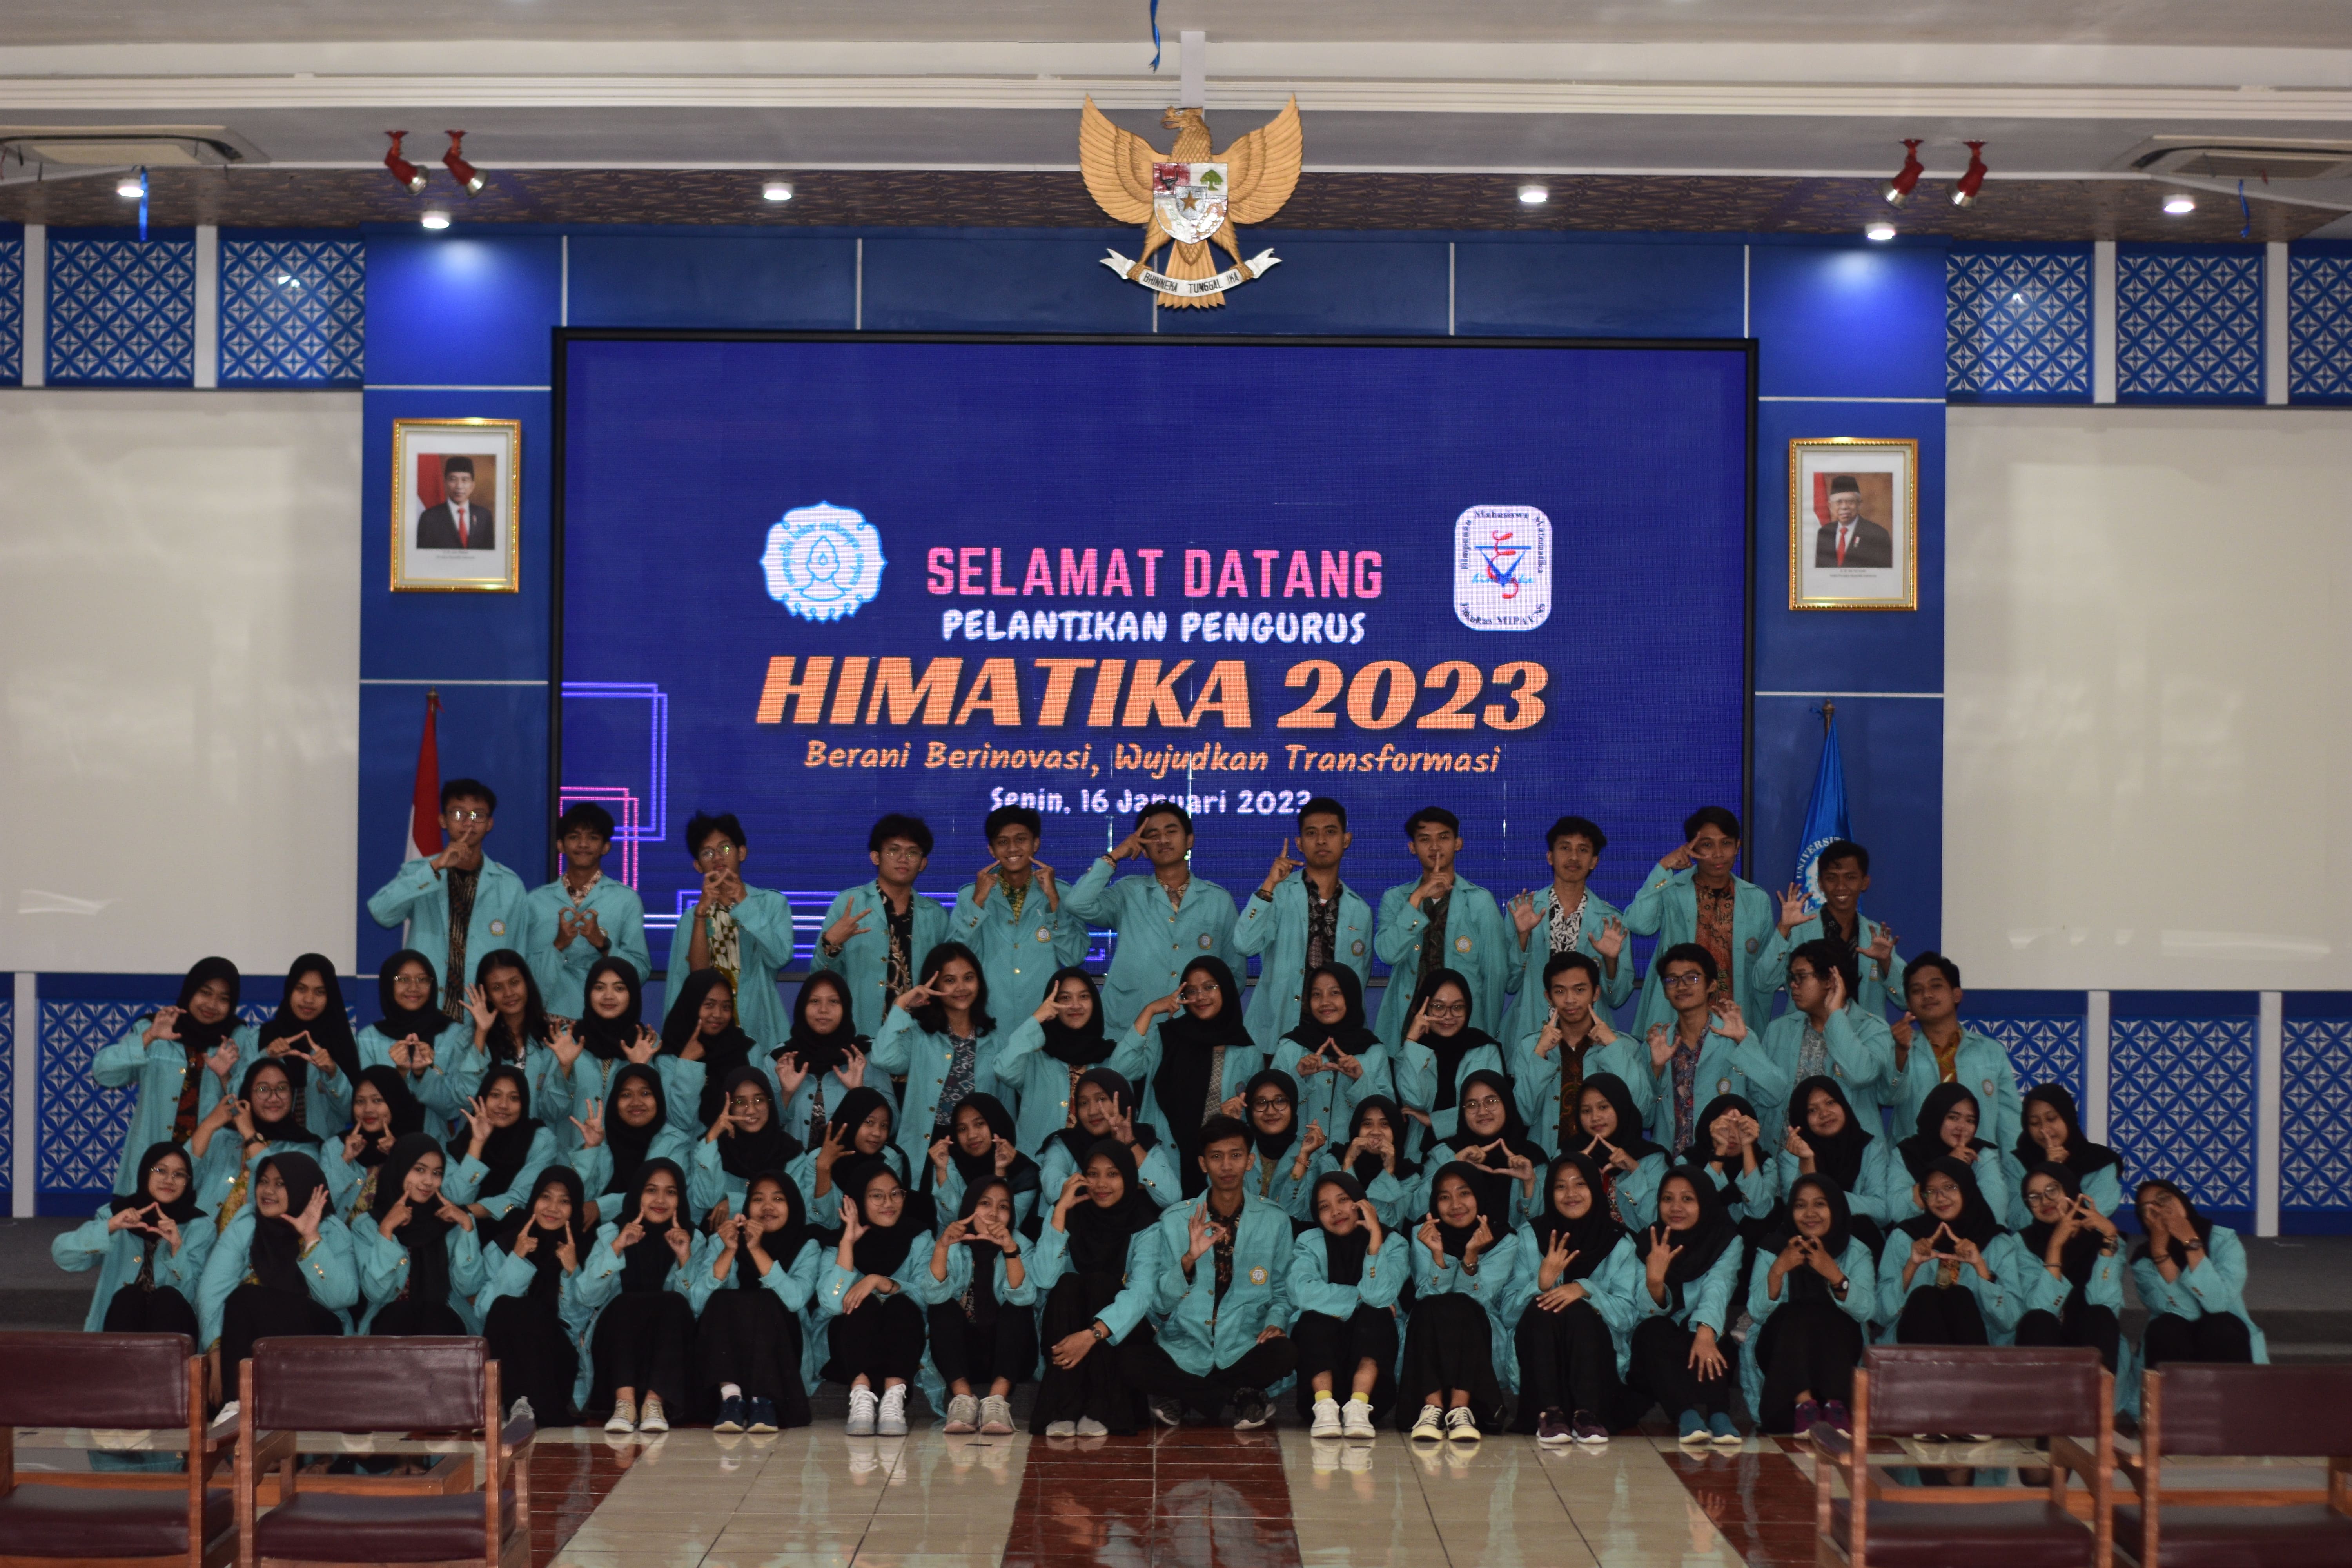 BHINNEKA TUNGGAL IKA
SELAMAT DATANG
PELANTIKAN PENGURUS
HIMATIKA 2023
Berani Berinovasi, Wujudkan Transformasi
Senin, 16 Januari 2023
Himpunan Mahasiswa Matematika
himatika
Fakultas MIPA UNS